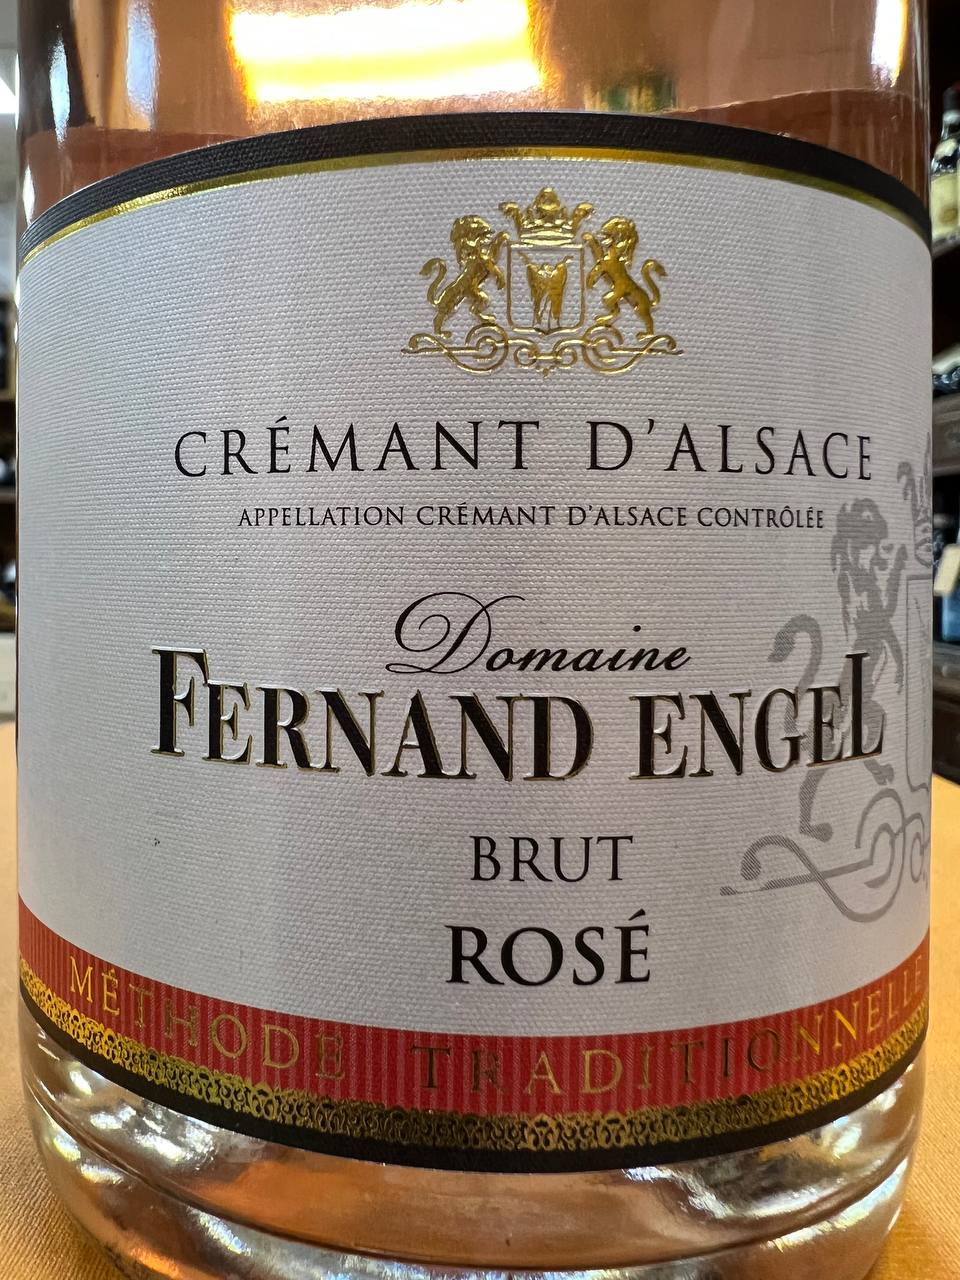 CRÉMANT D'ALSACE
APPELLATION CRÉMANT D'ALSACE CONTRÔLÉE
Domaine
FERNAND ENGEL
BRUT
ROSÉ
MÉTHODE TRADITIONNELLE